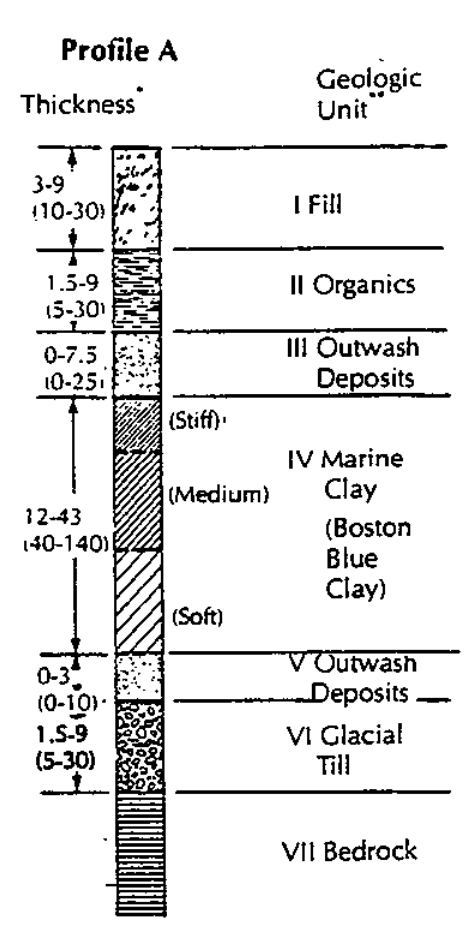 Profile A
Thickness*
Geologic
Unit**
3-9
(10-30)
I Fill
1.5-9
(5-30)
II Organics
0-7.5
(0-25)
III Outwash
Deposits
(Stiff)
12-43
(40-140)
(Medium)
IV Marine
Clay
(Boston
Blue
Clay)
(Soft)
0-3
(0-10)
V Outwash
Deposits
1.5-9
(5-30)
VI Glacial
Till
VII Bedrock